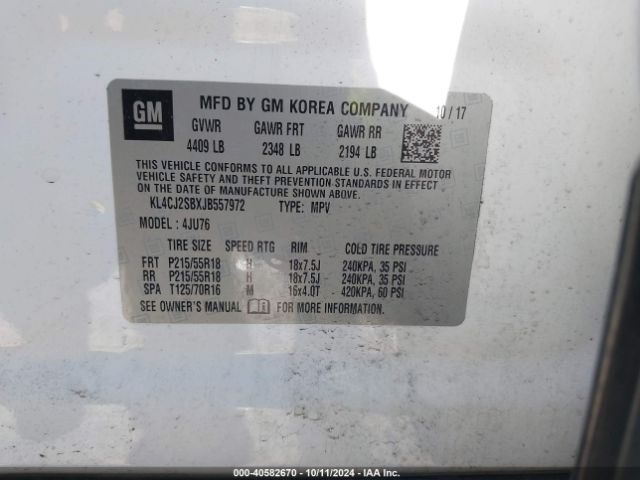 GM MFD BY GM KOREA COMPANY 10/17
GVWR GAWR FRT GAWR RR
4409 LB 2348 LB 2194 LB
THIS VEHICLE CONFORMS TO ALL APPLICABLE U.S. FEDERAL MOTOR
VEHICLE SAFETY AND THEFT PREVENTION STANDARDS IN EFFECT
ON THE DATE OF MANUFACTURE SHOWN ABOVE.
KL4CJ2SBXJB557972 TYPE: MPV
MODEL : 4JU76
TIRE SIZE SPEED RTG RIM COLD TIRE PRESSURE
FRT P215/55R18 H 18x7.5J 240KPA, 35 PSI
RR P215/55R18 H 18x7.5J 240KPA, 35 PSI
SPA T125/70R16 M 16x4.0T 420KPA, 60 PSI
SEE OWNER'S MANUAL FOR MORE INFORMATION.
000-40582670 - 10/11/2024 - IAA Inc.